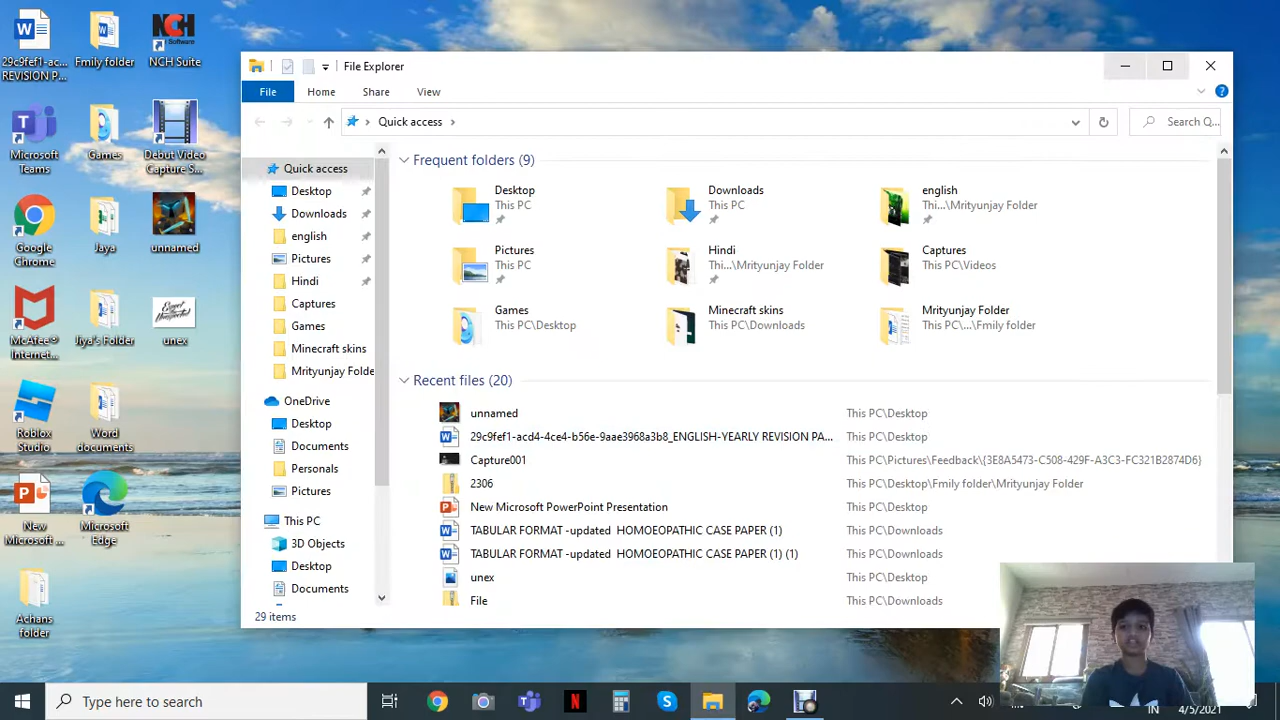 29c9fef1-ac...
REVISION P...
Fmily folder
NCH
Software
NCH Suite
Microsoft
Teams
Games
Debut Video
Capture S...
Google
Chrome
Jaya
unnamed
McAfee®
Internet...
Jiya's Folder
Expect
Unexpected
unex
Roblox
Studio
Word
documents
New
Microsoft ...
Microsoft
Edge
Achans
folder
File Explorer
File
Home
Share
View
Quick access
Search Q...
Quick access
Desktop
Downloads
english
Pictures
Hindi
Captures
Games
Minecraft skins
Mrityunjay Folde
OneDrive
Desktop
Documents
Personals
Pictures
This PC
3D Objects
Desktop
Documents
Frequent folders (9)
Desktop
This PC
Downloads
This PC
english
Thi...\Mrityunjay Folder
Pictures
This PC
Hindi
Thi...\Mrityunjay Folder
Captures
This PC\Videos
Games
This PC\Desktop
Minecraft skins
This PC\Downloads
Mrityunjay Folder
This PC\...\Fmily folder
Recent files (20)
unnamed This PC\Desktop
29c9fef1-acd4-4ce4-b56e-9aae3968a3b8_ENGLISH-YEARLY REVISION PA... This PC\Desktop
Capture001 This PC\Pictures\Feedback\{3E8A5473-C508-429F-A3C3-FC321B2874D6}
2306 This PC\Desktop\Fmily folder\Mrityunjay Folder
New Microsoft PowerPoint Presentation This PC\Desktop
TABULAR FORMAT -updated HOMOEOPATHIC CASE PAPER (1) This PC\Downloads
TABULAR FORMAT -updated HOMOEOPATHIC CASE PAPER (1) (1) This PC\Downloads
unex This PC\Desktop
File This PC\Downloads
29 items
Type here to search
IN
4/5/2021